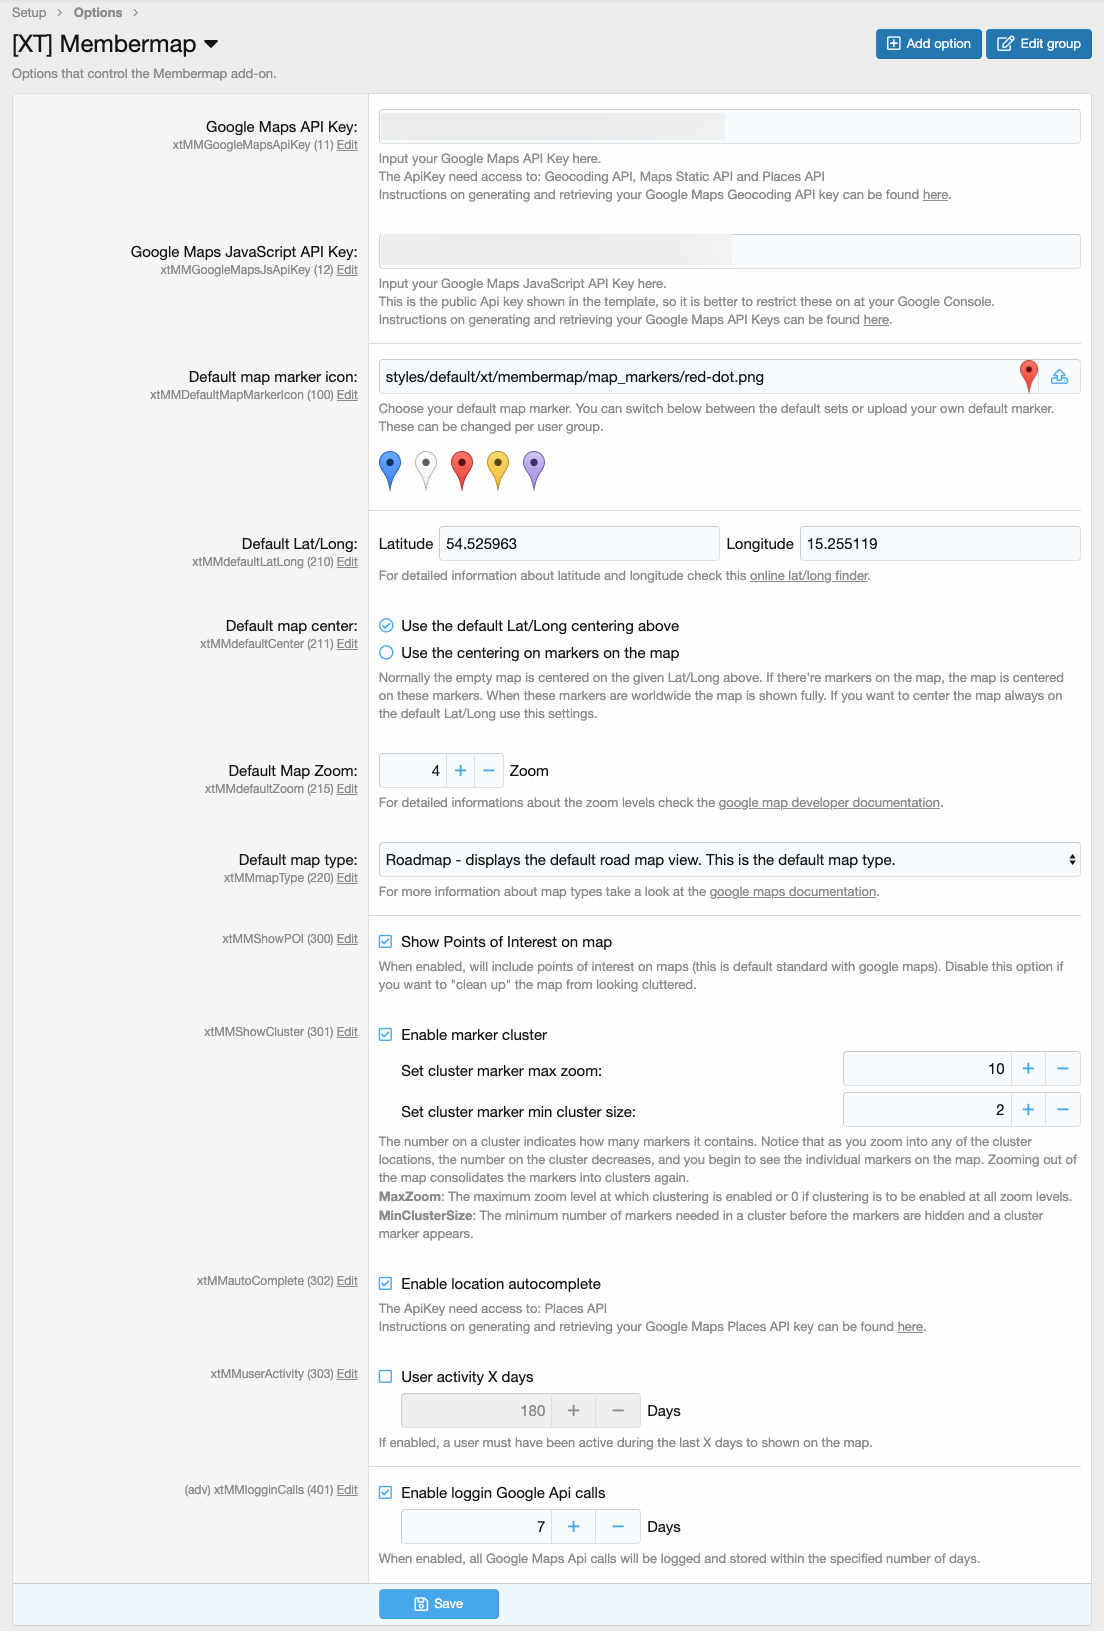 Setup > Options >
[XT] Membermap
Add option
Edit group
Options that control the Membermap add-on.
Google Maps API Key:
xtMMGoogleMapsApiKey (11) Edit
Input your Google Maps API Key here.
The ApiKey need access to: Geocoding API, Maps Static API and Places API
Instructions on generating and retrieving your Google Maps Geocoding API key can be found here.
Google Maps JavaScript API Key:
xtMMGoogleMapsJsApiKey (12) Edit
Input your Google Maps JavaScript API Key here.
This is the public Api key shown in the template, so it is better to restrict these on at your Google Console.
Instructions on generating and retrieving your Google Maps API Keys can be found here.
Default map marker icon:
xtMMDefaultMapMarkerIcon (100) Edit
styles/default/xt/membermap/map_markers/red-dot.png
Choose your default map marker. You can switch below between the default sets or upload your own default marker.
These can be changed per user group.
Default Lat/Long:
xtMMdefaultLatLong (210) Edit
Latitude 54.525963 Longitude 15.255119
For detailed information about latitude and longitude check this online lat/long finder.
Default map center:
xtMMdefaultCenter (211) Edit
Use the default Lat/Long centering above
Use the centering on markers on the map
Normally the empty map is centered on the given Lat/Long above. If there're markers on the map, the map is centered
on these markers. When these markers are worldwide the map is shown fully. If you want to center the map always on
the default Lat/Long use this settings.
Default Map Zoom:
xtMMdefaultZoom (215) Edit
4 + − Zoom
For detailed informations about the zoom levels check the google map developer documentation.
Default map type:
xtMMmapType (220) Edit
Roadmap - displays the default road map view. This is the default map type.
For more information about map types take a look at the google maps documentation.
xtMMShowPOI (300) Edit
Show Points of Interest on map
When enabled, will include points of interest on maps (this is default standard with google maps). Disable this option if
you want to "clean up" the map from looking cluttered.
xtMMShowCluster (301) Edit
Enable marker cluster
Set cluster marker max zoom: 10 + −
Set cluster marker min cluster size: 2 + −
The number on a cluster indicates how many markers it contains. Notice that as you zoom into any of the cluster
locations, the number on the cluster decreases, and you begin to see the individual markers on the map. Zooming out of
the map consolidates the markers into clusters again.
MaxZoom: The maximum zoom level at which clustering is enabled or 0 if clustering is to be enabled at all zoom levels.
MinClusterSize: The minimum number of markers needed in a cluster before the markers are hidden and a cluster
marker appears.
xtMMautoComplete (302) Edit
Enable location autocomplete
The ApiKey need access to: Places API
Instructions on generating and retrieving your Google Maps Places API key can be found here.
xtMMuserActivity (303) Edit
User activity X days
180 + − Days
If enabled, a user must have been active during the last X days to shown on the map.
(adv) xtMMlogginCalls (401) Edit
Enable loggin Google Api calls
7 + − Days
When enabled, all Google Maps Api calls will be logged and stored within the specified number of days.
Save